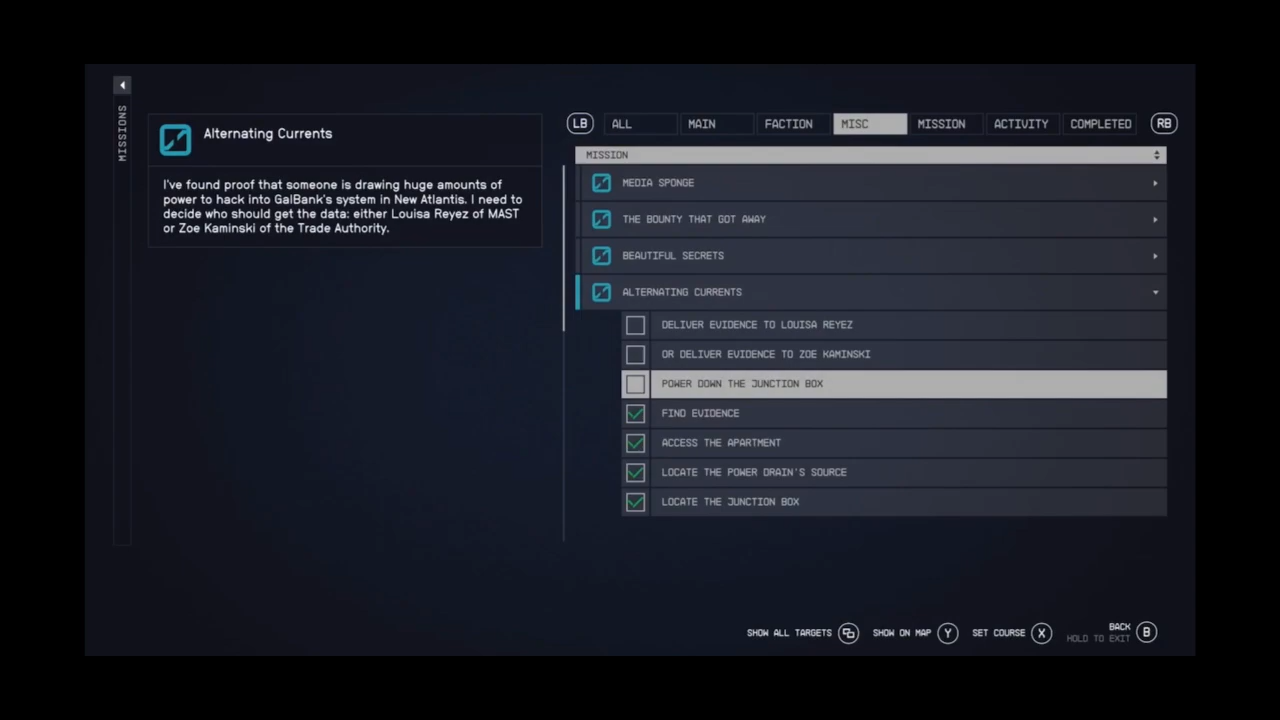 MISSIONS
Alternating Currents
I've found proof that someone is drawing huge amounts of
power to hack into GalBank's system in New Atlantis. I need to
decide who should get the data: either Louisa Reyez of MAST
or Zoe Kaminski of the Trade Authority.
LB ALL MAIN FACTION MISC MISSION ACTIVITY COMPLETED RB
MISSION
MEDIA SPONGE
THE BOUNTY THAT GOT AWAY
BEAUTIFUL SECRETS
ALTERNATING CURRENTS
DELIVER EVIDENCE TO LOUISA REYEZ
OR DELIVER EVIDENCE TO ZOE KAMINSKI
POWER DOWN THE JUNCTION BOX
FIND EVIDENCE
ACCESS THE APARTMENT
LOCATE THE POWER DRAIN'S SOURCE
LOCATE THE JUNCTION BOX
SHOW ALL TARGETS SHOW ON MAP Y SET COURSE X BACK B
HOLD TO EXIT